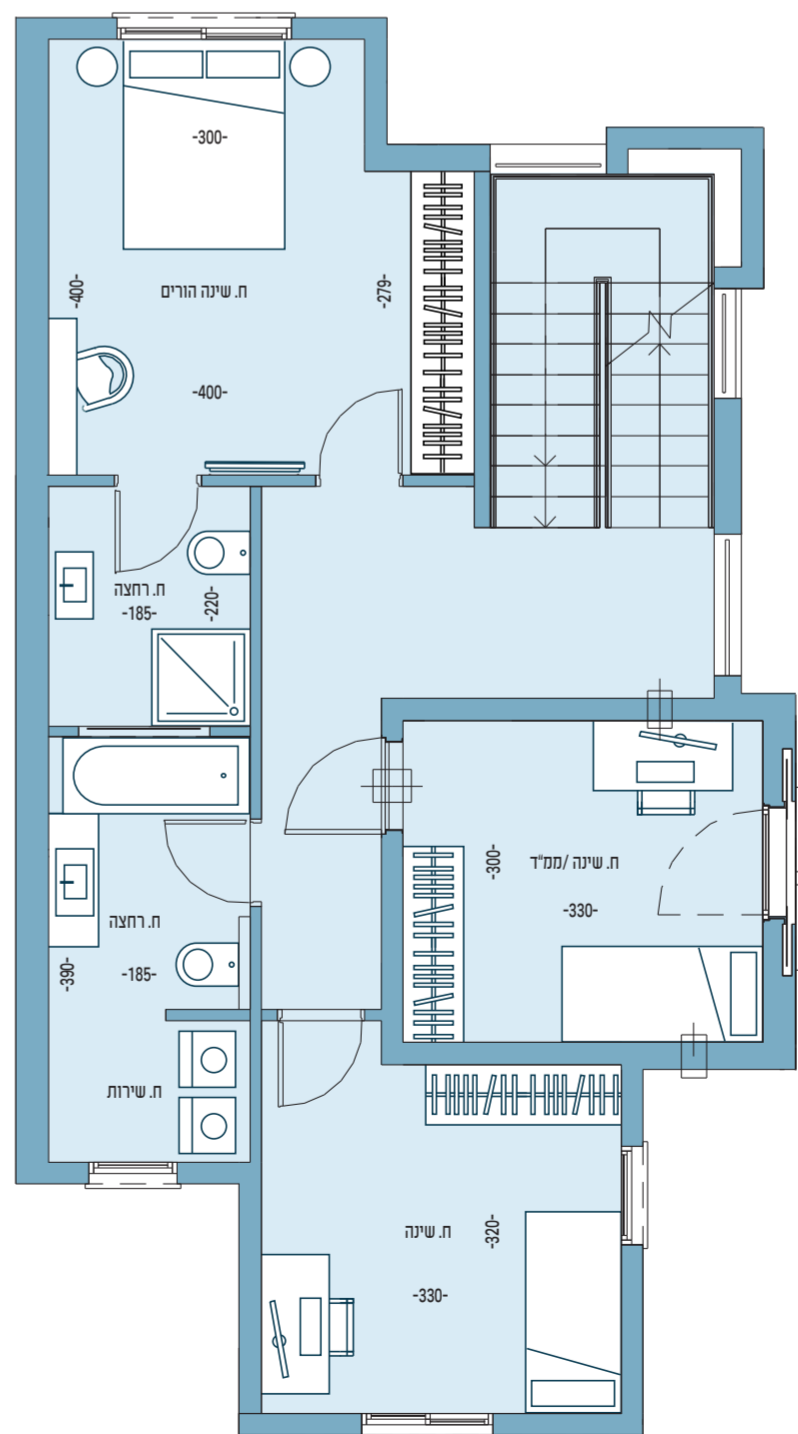 -300-
-400-
ח. שינה הורים
-279-
-400-
ח. רחצה
-185-
-220-
-300-
ח. שינה /ממ"ד
-330-
ח. רחצה
-390-
-185-
ח. שירות
ח. שינה
-320-
-330-